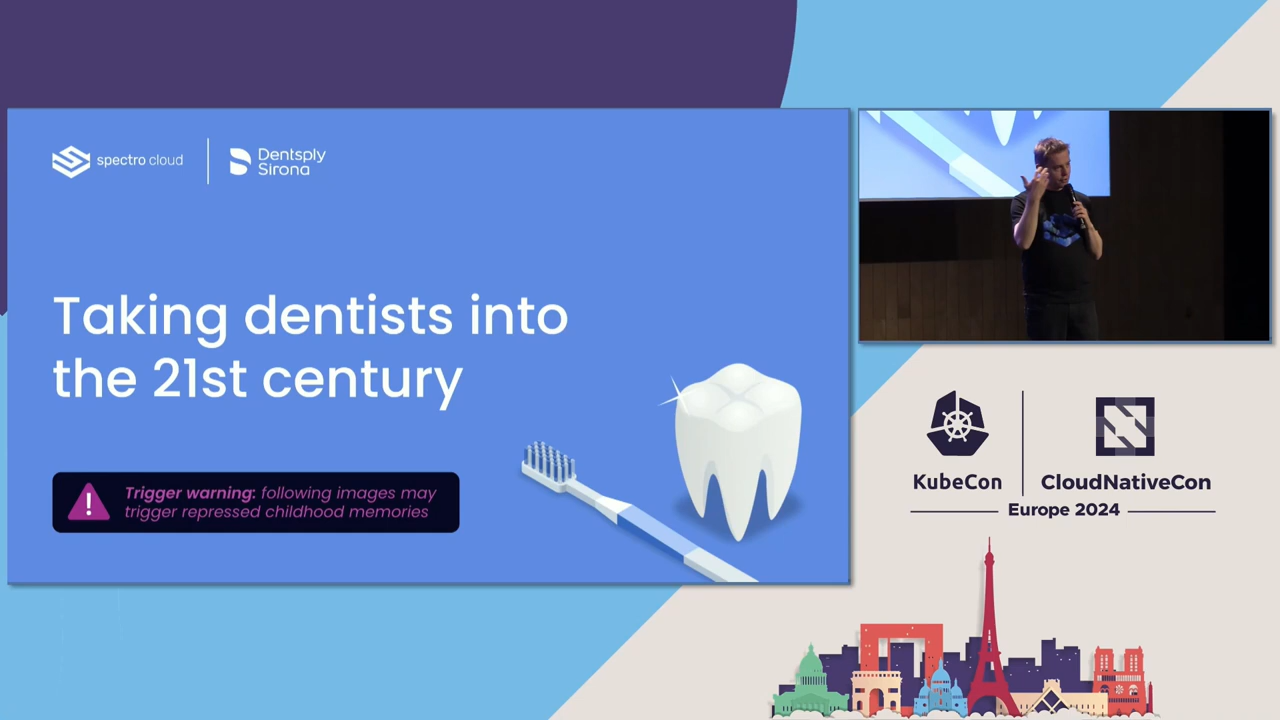 spectro cloud
Dentsply
Sirona
Taking dentists into
the 21st century
!
Trigger warning: following images may
trigger repressed childhood memories
KubeCon
CloudNativeCon
Europe 2024